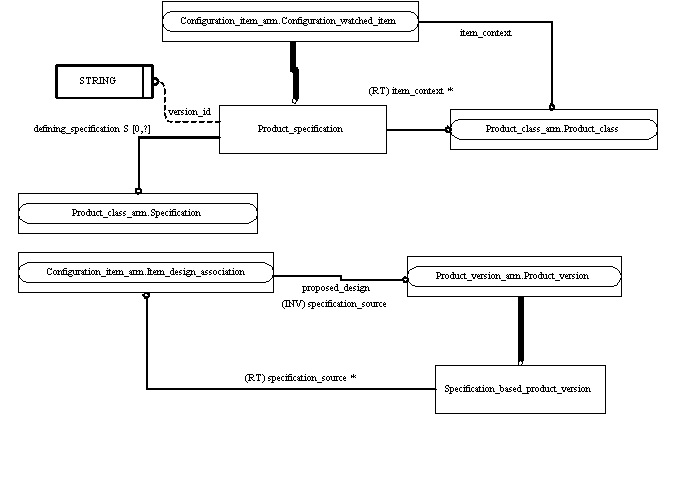 Configuration_item_arm.Configuration_watched_item
item_context
STRING
(RT) item_context *
version_id
defining_specification S [0,?]
Product_specification
Product_class_arm.Product_class
Product_class_arm.Specification
Configuration_item_arm.Item_design_association
Product_version_arm.Product_version
proposed_design
(INV) specification_source
(RT) specification_source *
Specification_based_product_version